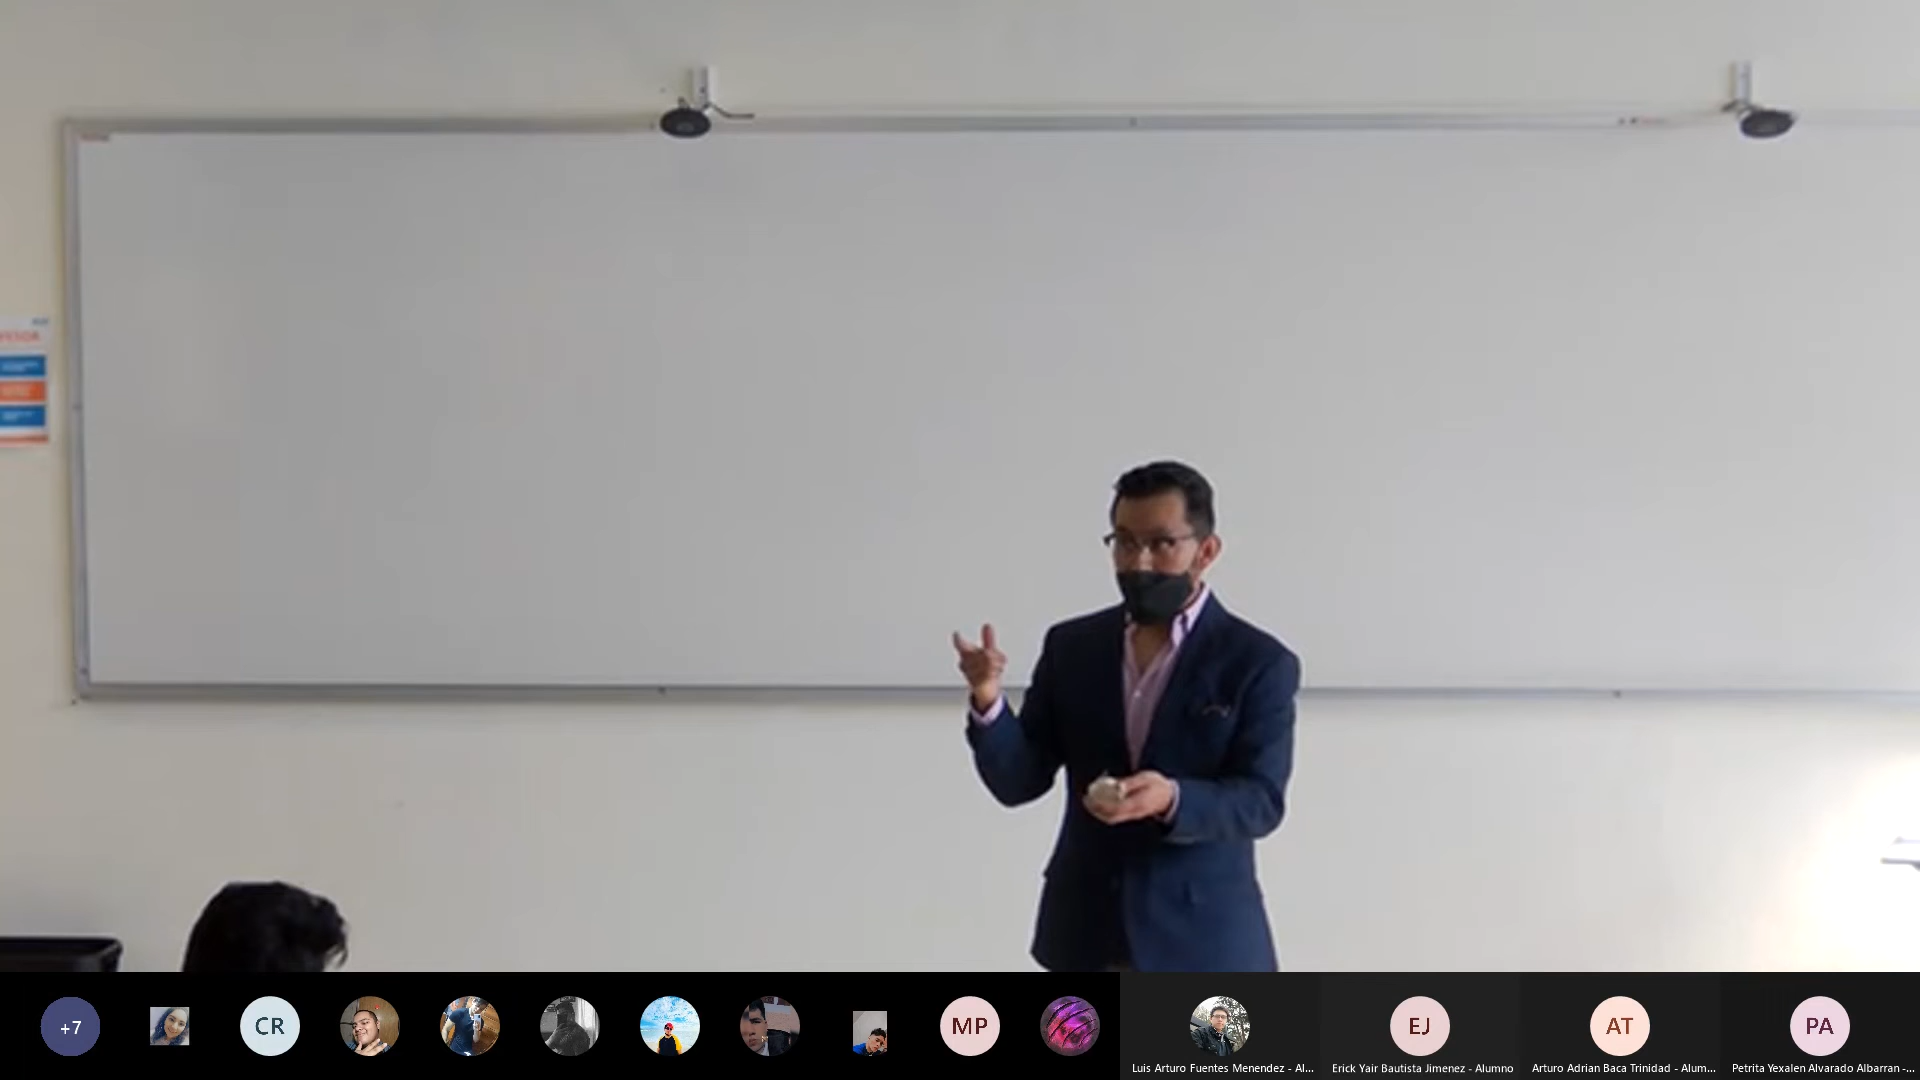 +7
CR
MP
EJ
AT
PA
Luis Arturo Fuentes Menendez - Al...
Erick Yair Bautista Jimenez - Alumno
Arturo Adrian Baca Trinidad - Alum...
Petrita Yexalen Alvarado Albarran -...